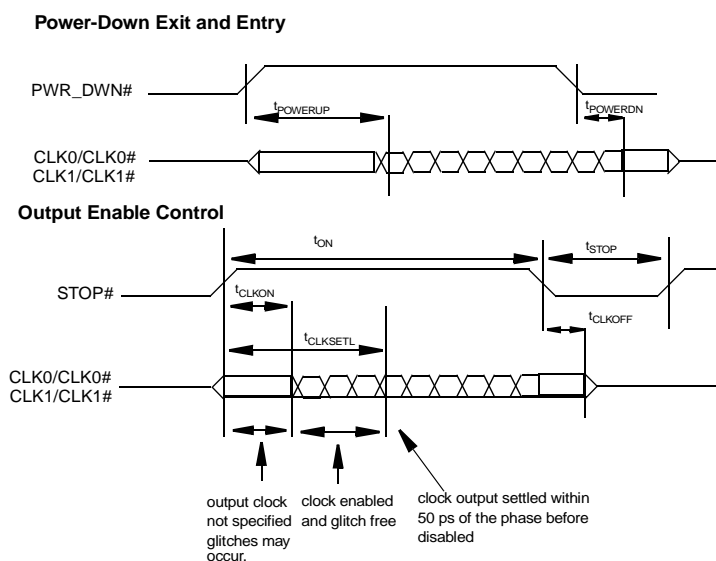 Power-Down Exit and Entry
PWR_DWN#
tPOWERUP
tPOWERDN
CLK0/CLK0#
CLK1/CLK1#
Output Enable Control
tON
tSTOP
STOP#
tCLKON
tCLKOFF
tCLKSETL
CLK0/CLK0#
CLK1/CLK1#
output clock
not specified
glitches may
occur.
clock enabled
and glitch free
clock output settled within
50 ps of the phase before
disabled